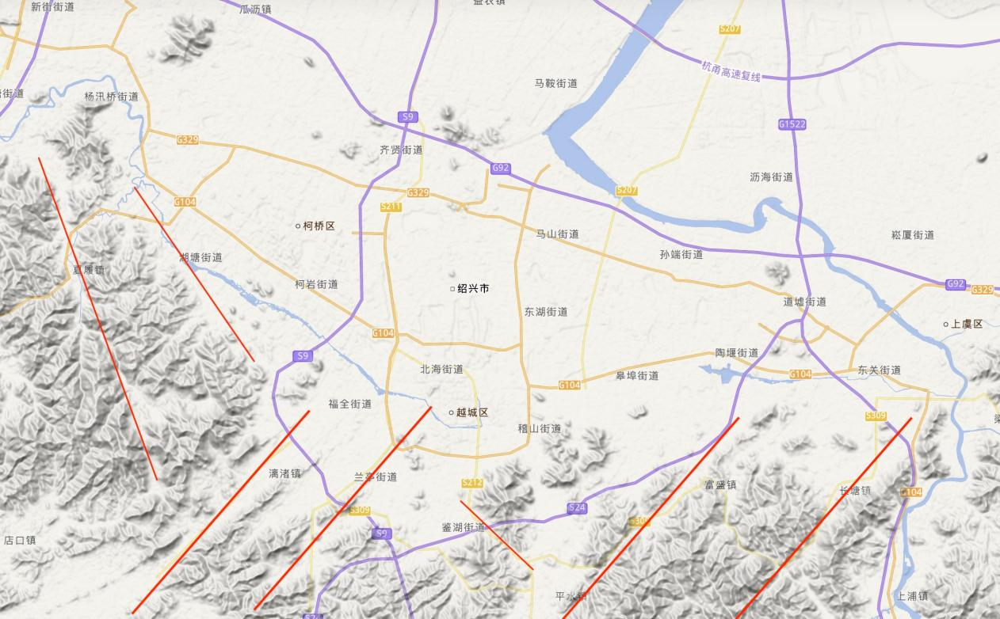 新街街道
瓜沥镇
S207
杭甬高速复线
马鞍街道
街道
杨汛桥街道
S9
G1522
G329
齐贤街道
G92
沥海街道
G329
S207
G104
S211
柯桥区
马山街道
崧厦街道
湖塘街道
孙端街道
夏履镇
柯岩街道
绍兴市
G92
G329
东湖街道
道墟街道
上虞区
G104
S9
陶堰街道
北海街道
皋埠街道
G104
东关街道
G104
福全街道
越城区
S309
稽山街道
漓渚镇
兰亭街道
S212
富盛镇
长塘镇
G104
S309
S24
鉴湖街道
S9
店口镇
平水镇
上浦镇